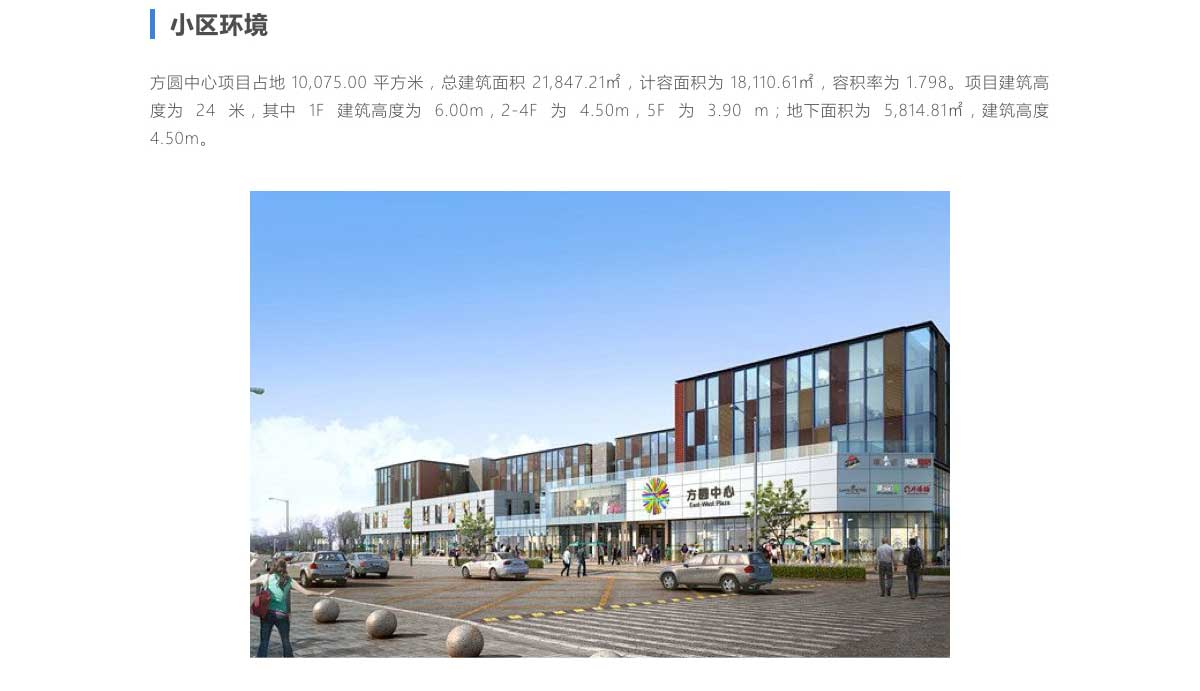 小区环境
方圆中心项目占地 10,075.00 平方米，总建筑面积 21,847.21㎡，计容面积为 18,110.61㎡，容积率为 1.798。项目建筑高
度为 24 米，其中 1F 建筑高度为 6.00m，2-4F 为 4.50m，5F 为 3.90 m；地下面积为 5,814.81㎡，建筑高度
4.50m。
方圆中心
East-West Plaza